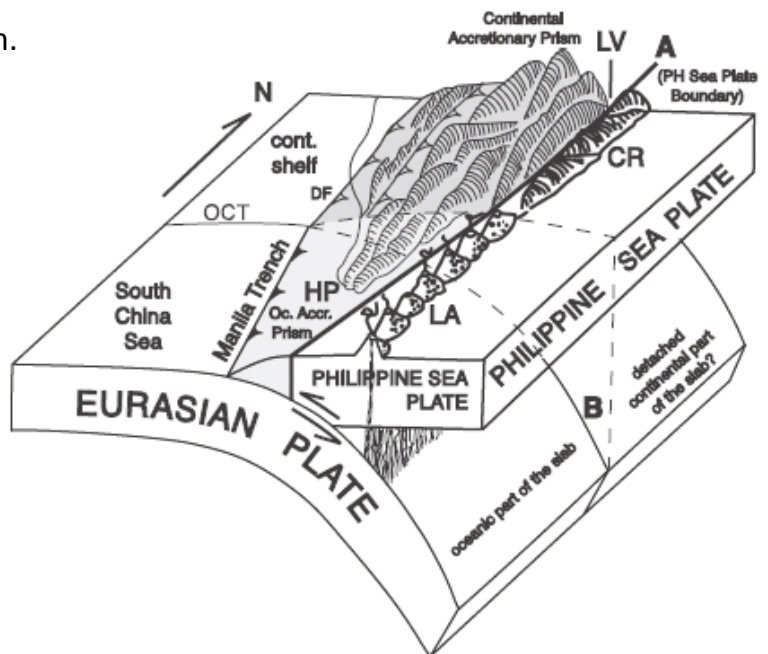 n.
Continental
Accretionary Prism
LV
A
(PH Sea Plate
Boundary)
N
cont.
shelf
DF
CR
OCT
South
China
Sea
Manila Trench
HP
Oc. Accr.
Prism
LA
PHILIPPINE SEA
PLATE
PHILIPPINE SEA PLATE
EURASIAN PLATE
B
detached
continental part
of the slab?
oceanic part of the slab